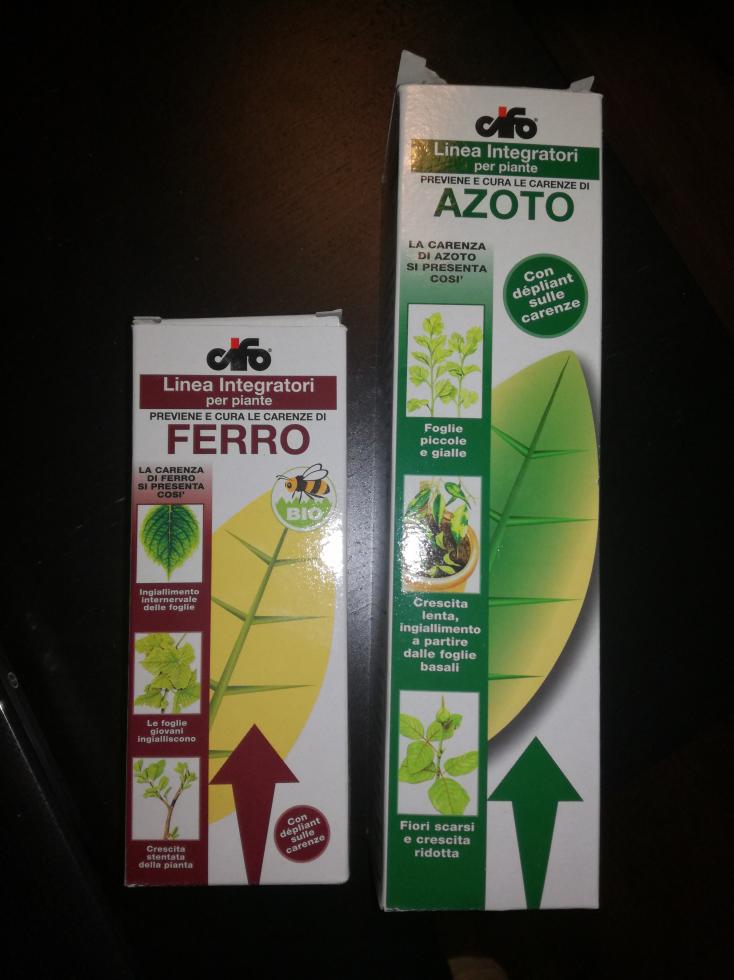 cifo
Linea Integratori
per piante
PREVIENE E CURA LE CARENZE DI
FERRO
LA CARENZA
DI FERRO
SI PRESENTA
COSI'
BIO
Ingiallimento
internervale
delle foglie
Le foglie
giovani
ingialliscono
Crescita
stentata
della pianta
Con
dépliant
sulle
carenze
cifo
Linea Integratori
per piante
PREVIENE E CURA LE CARENZE DI
AZOTO
LA CARENZA
DI AZOTO
SI PRESENTA
COSI'
Con
dépliant
sulle
carenze
Foglie
piccole
e gialle
Crescita
lenta,
ingiallimento
a partire
dalle foglie
basali
Fiori scarsi
e crescita
ridotta